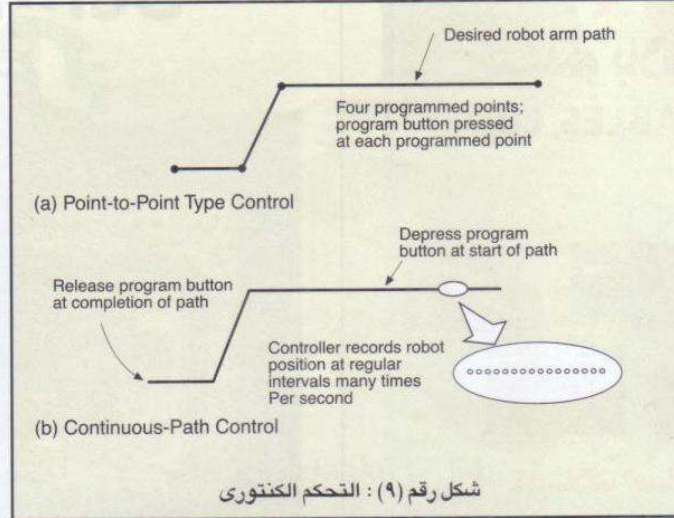 Desired robot arm path
Four programmed points;
program button pressed
at each programmed point
(a) Point-to-Point Type Control
Depress program
button at start of path
Release program button
at completion of path
Controller records robot
position at regular
intervals many times
Per second
(b) Continuous-Path Control
شكل رقم (٩) : التحكم الكنتورى